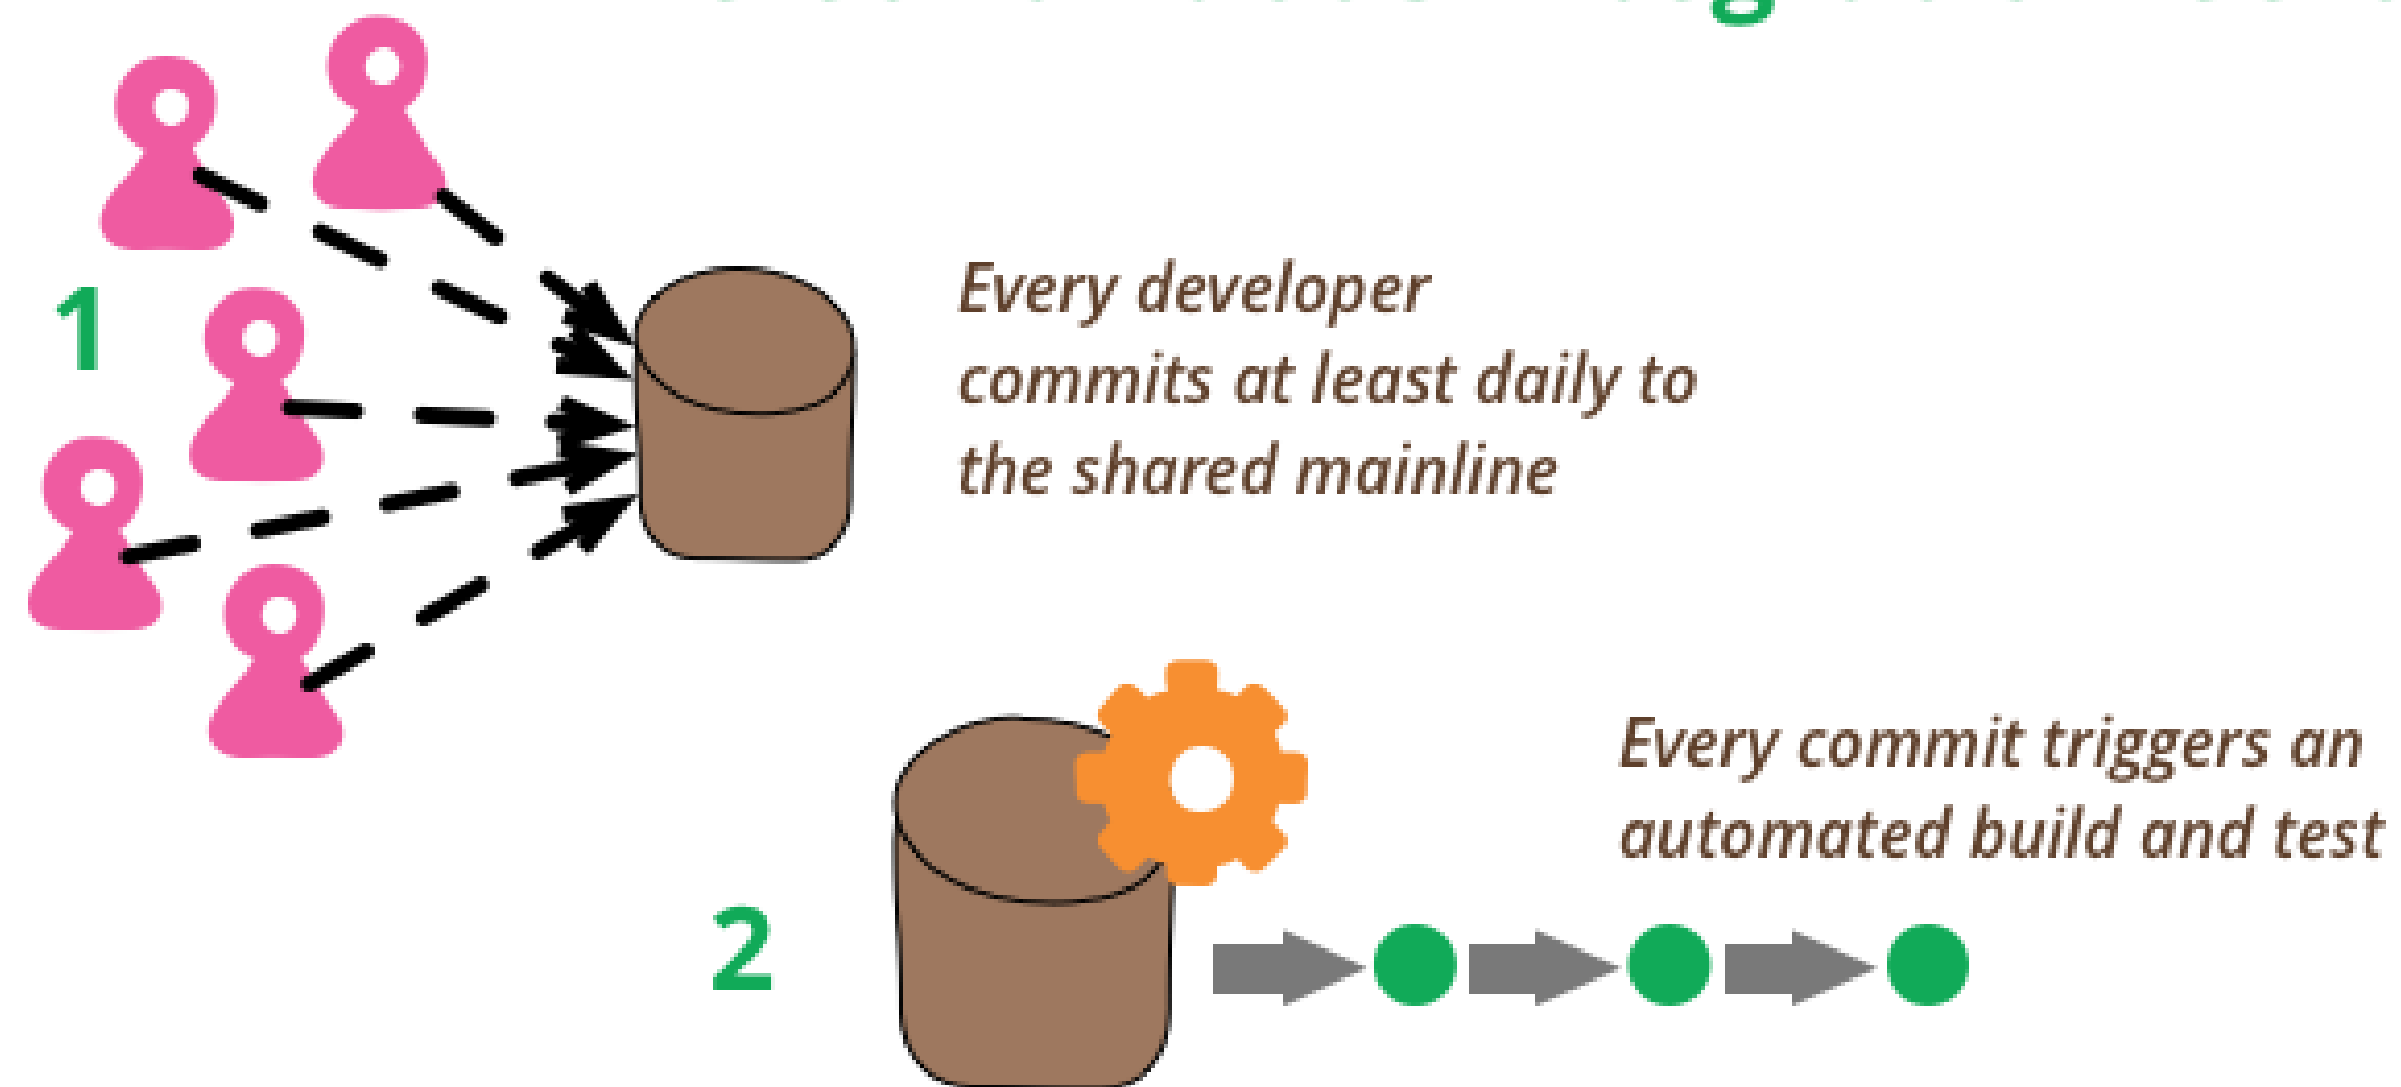 1
Every developer
commits at least daily to
the shared mainline
Every commit triggers an
automated build and test
2